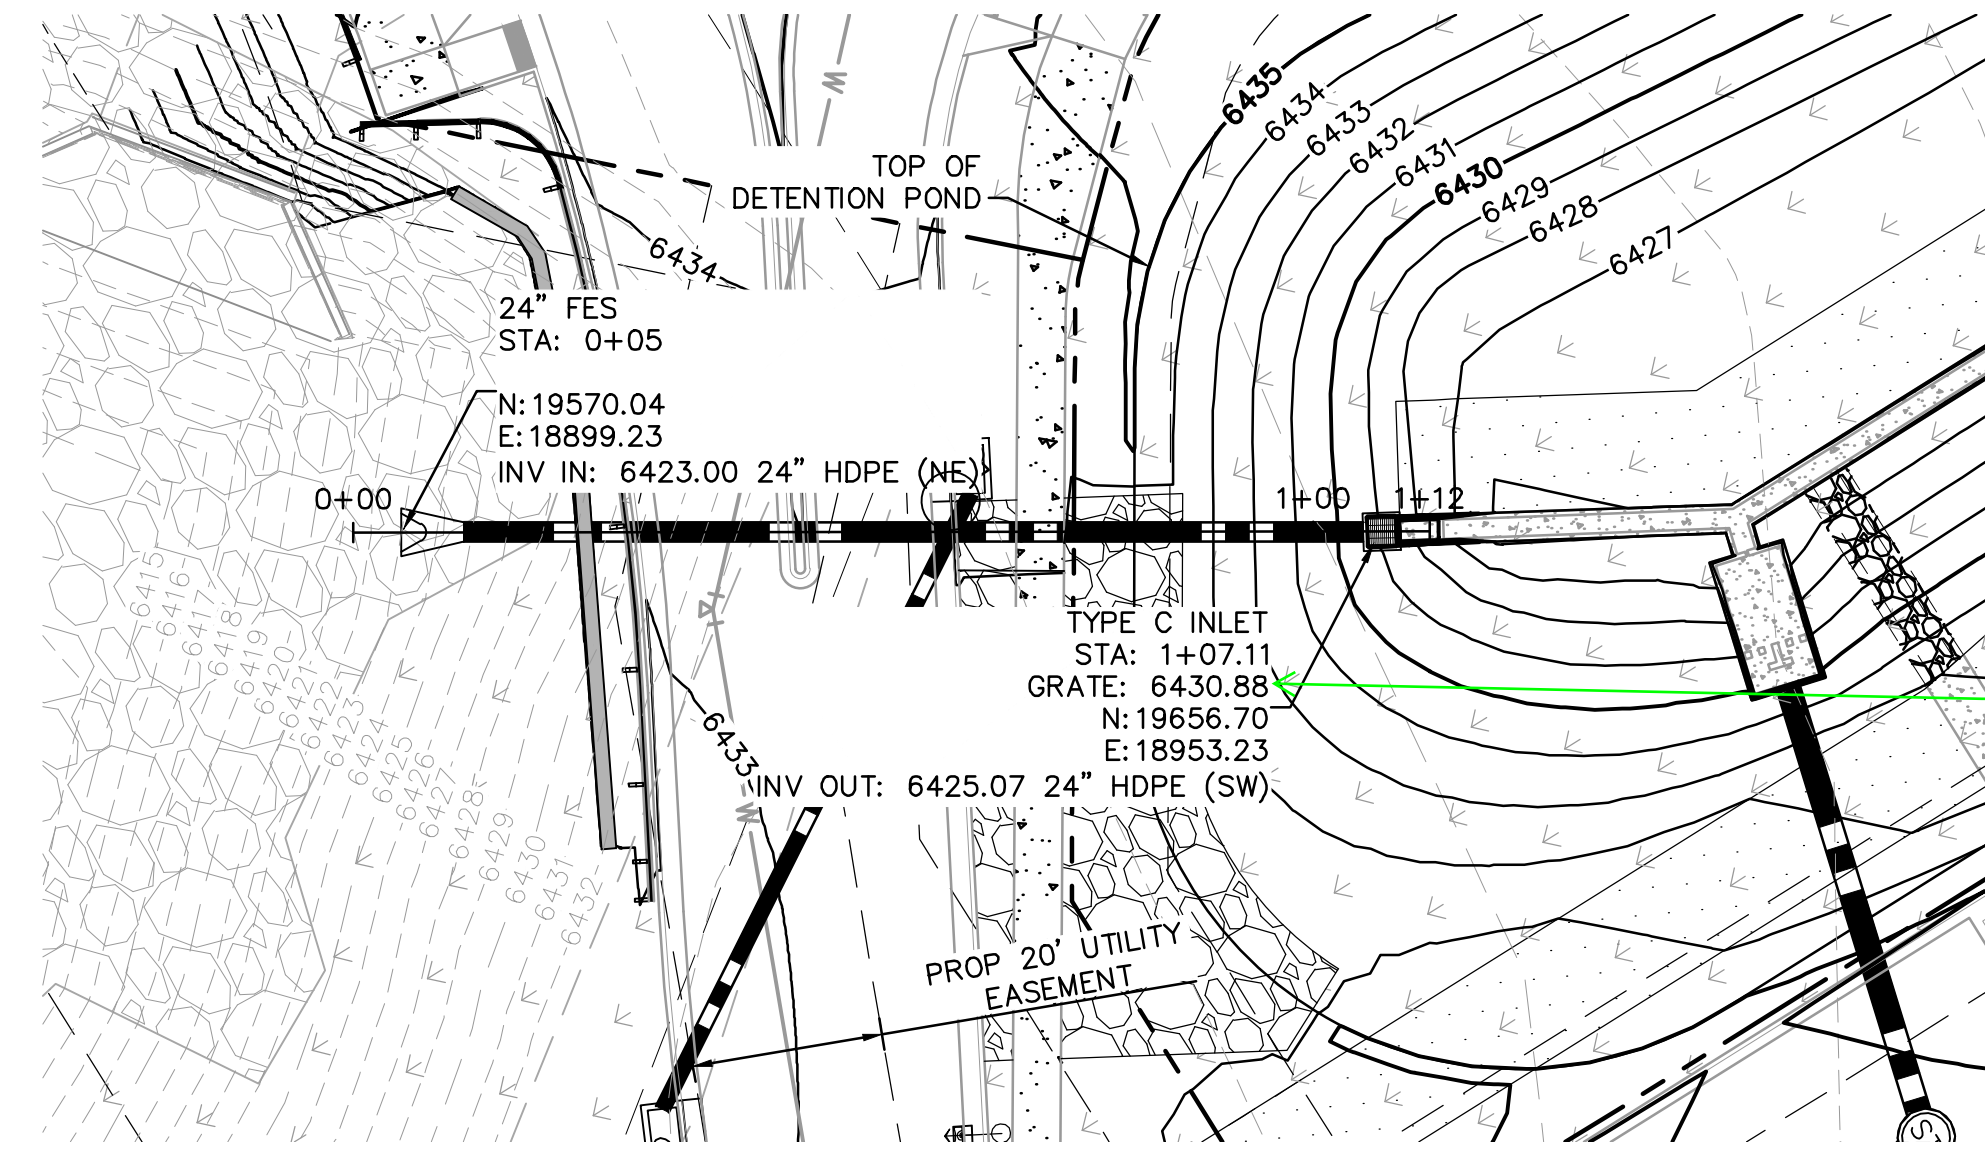 TOP OF
DETENTION POND
6435
6434
6433
6432
6431
6430
6429
6428
6427
6434
24" FES
STA: 0+05
N:19570.04
E:18899.23
INV IN: 6423.00 24" HDPE (NE)
0+00
1+00
1+12
6415
6416
6417
6418
6419
6420
6421
6422
6423
6424
6425
6426
6427
6428
6429
6430
6431
6432
TYPE C INLET
STA: 1+07.11
GRATE: 6430.88
N:19656.70
E:18953.23
INV OUT: 6425.07 24" HDPE (SW)
6433
W
W
PROP 20' UTILITY
EASEMENT